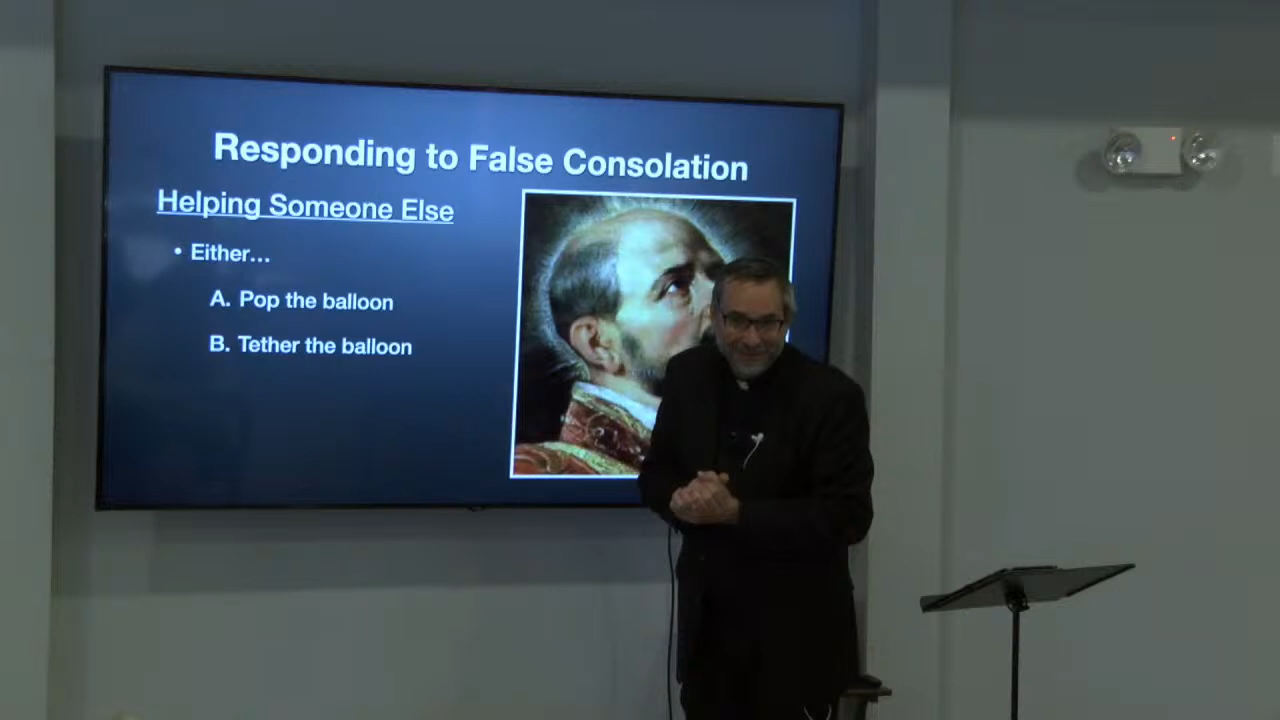 Responding to False Consolation
Helping Someone Else
• Either...
A. Pop the balloon
B. Tether the balloon